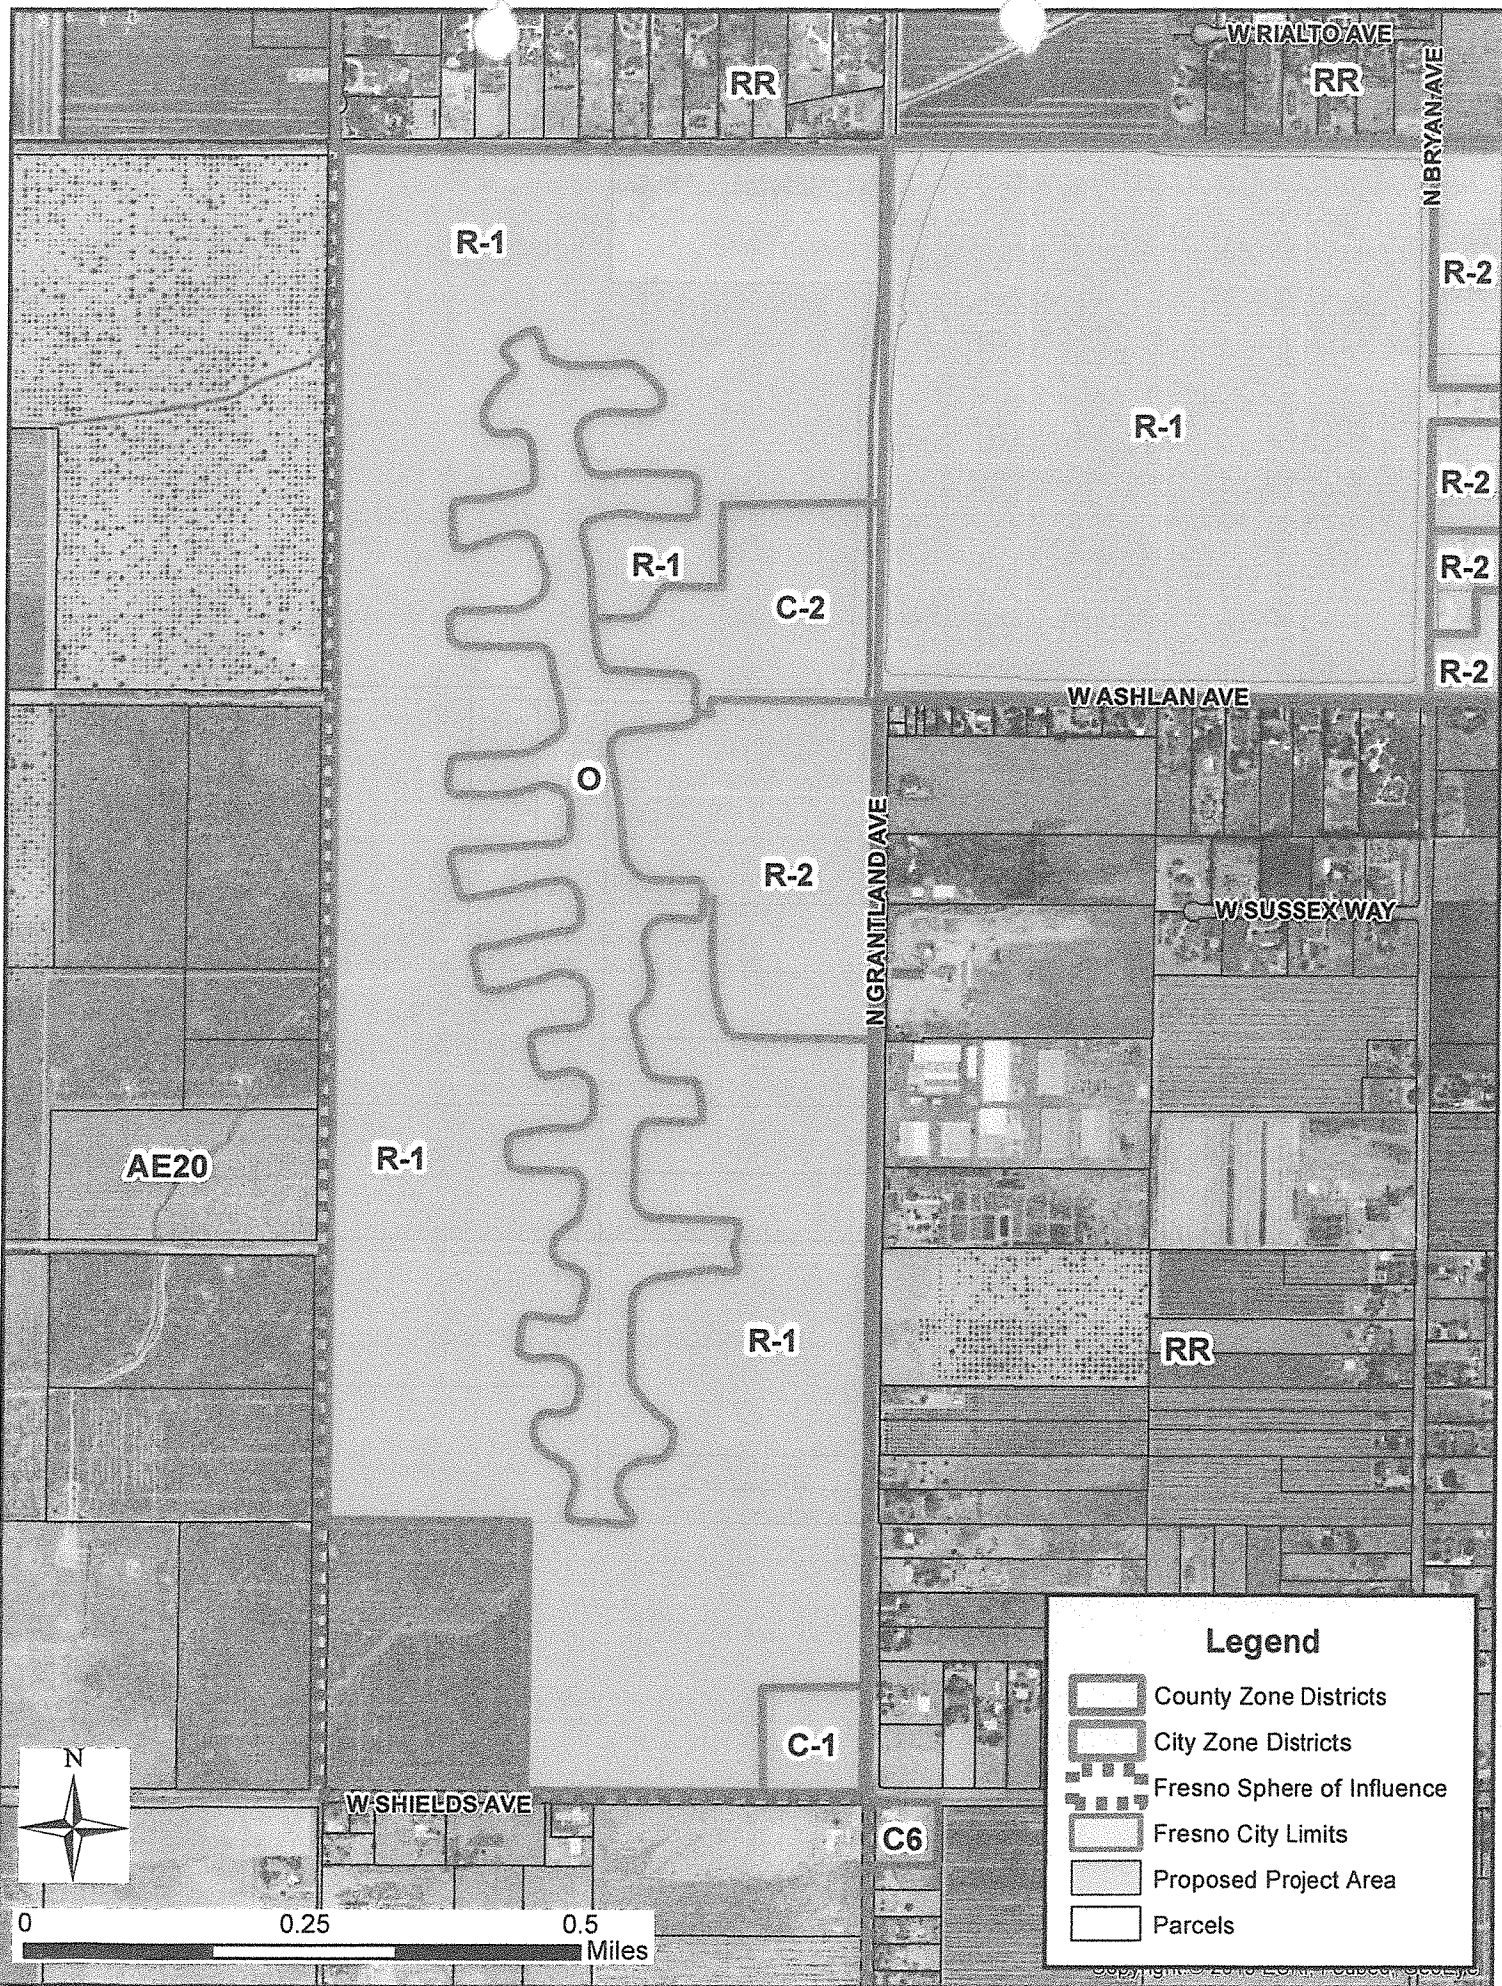 W RIALTO AVE
RR
RR
N BRYAN AVE
R-1
R-2
R-1
R-2
R-1
R-2
C-2
R-2
W ASHLAN AVE
O
N GRANTLAND AVE
R-2
W SUSSEX WAY
AE20
R-1
R-1
RR
Legend
County Zone Districts
City Zone Districts
Fresno Sphere of Influence
Fresno City Limits
Proposed Project Area
Parcels
C-1
N
W SHIELDS AVE
C6
0 0.25 0.5
Miles